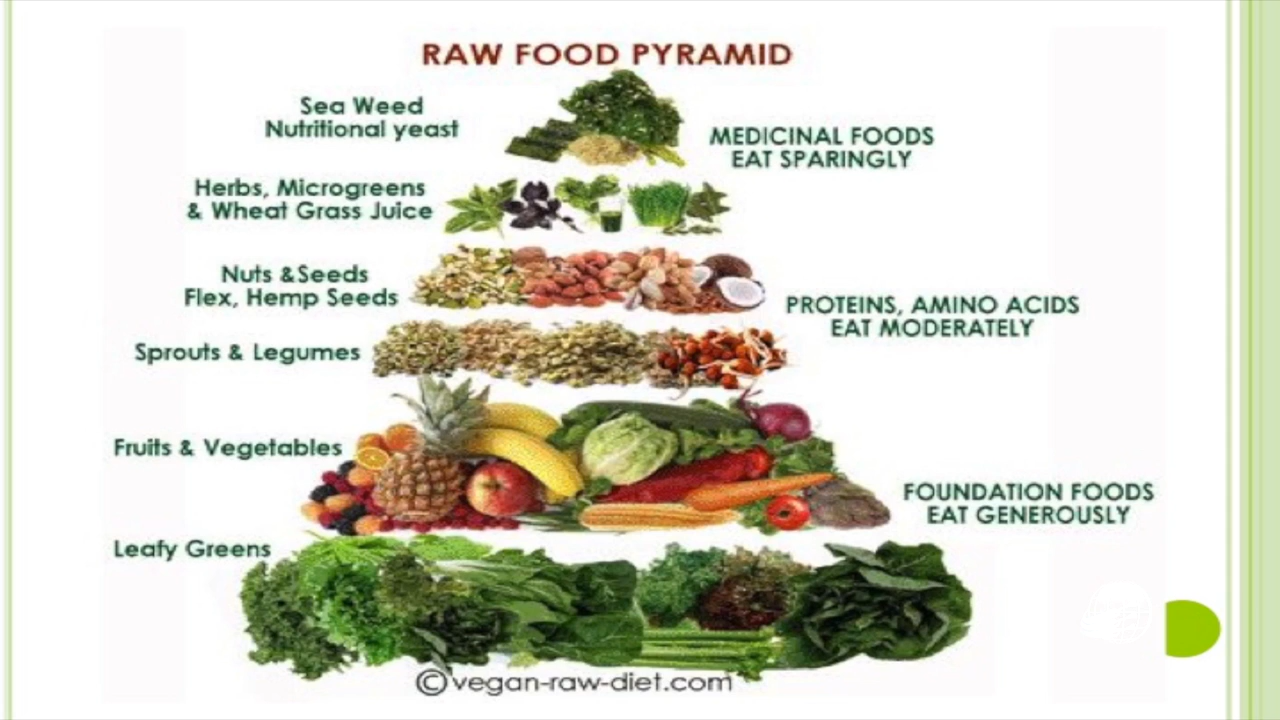 RAW FOOD PYRAMID
Sea Weed
Nutritional yeast
MEDICINAL FOODS
EAT SPARINGLY
Herbs, Microgreens
& Wheat Grass Juice
Nuts &Seeds
Flex, Hemp Seeds
PROTEINS, AMINO ACIDS
EAT MODERATELY
Sprouts & Legumes
Fruits & Vegetables
FOUNDATION FOODS
EAT GENEROUSLY
Leafy Greens
©vegan-raw-diet.com